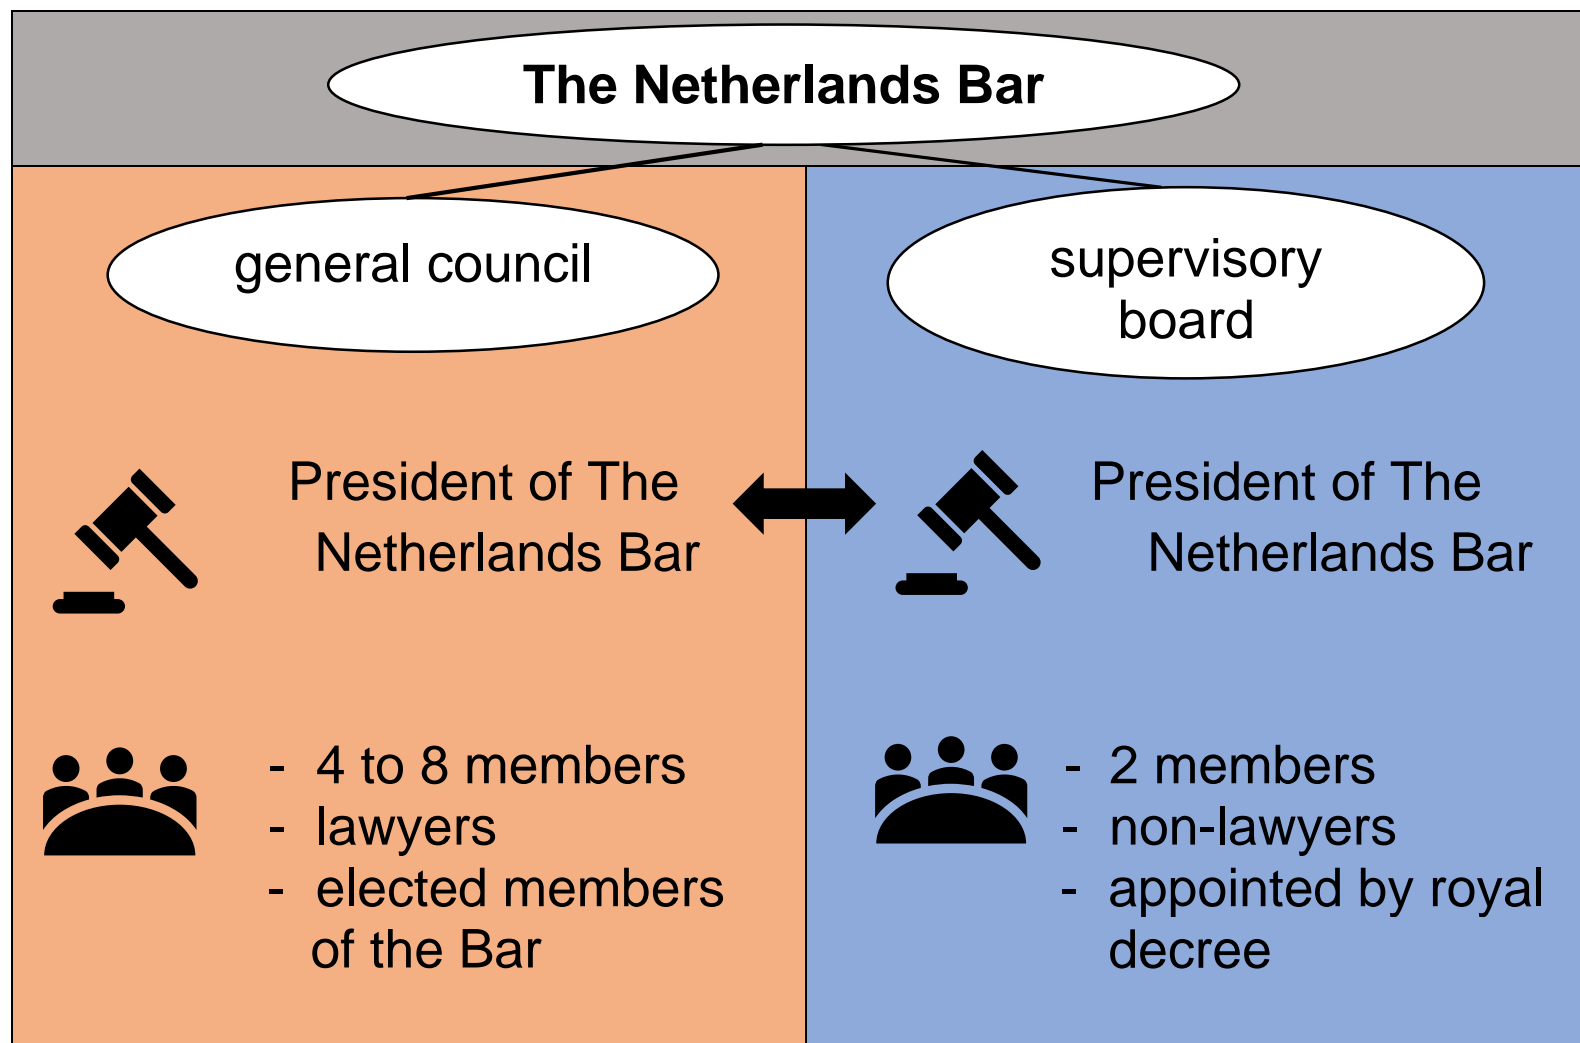 The Netherlands Bar
general council
President of The
Netherlands Bar
- 4 to 8 members
- lawyers
- elected members
of the Bar
supervisory
board
President of The
Netherlands Bar
- 2 members
- non-lawyers
- appointed by royal
decree